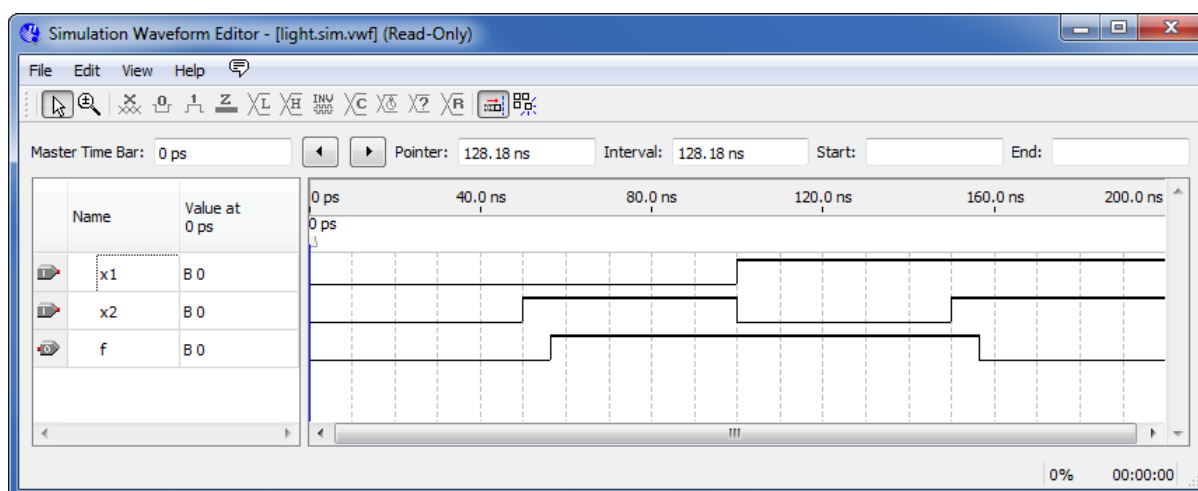 Simulation Waveform Editor - [light.sim.vwf] (Read-Only)
File Edit View Help
Master Time Bar: 0 ps Pointer: 128.18 ns Interval: 128.18 ns Start: End:
Name Value at 0 ps
0 ps 40.0 ns 80.0 ns 120.0 ns 160.0 ns 200.0 ns
0 ps
x1 B 0
x2 B 0
f B 0
0% 00:00:00